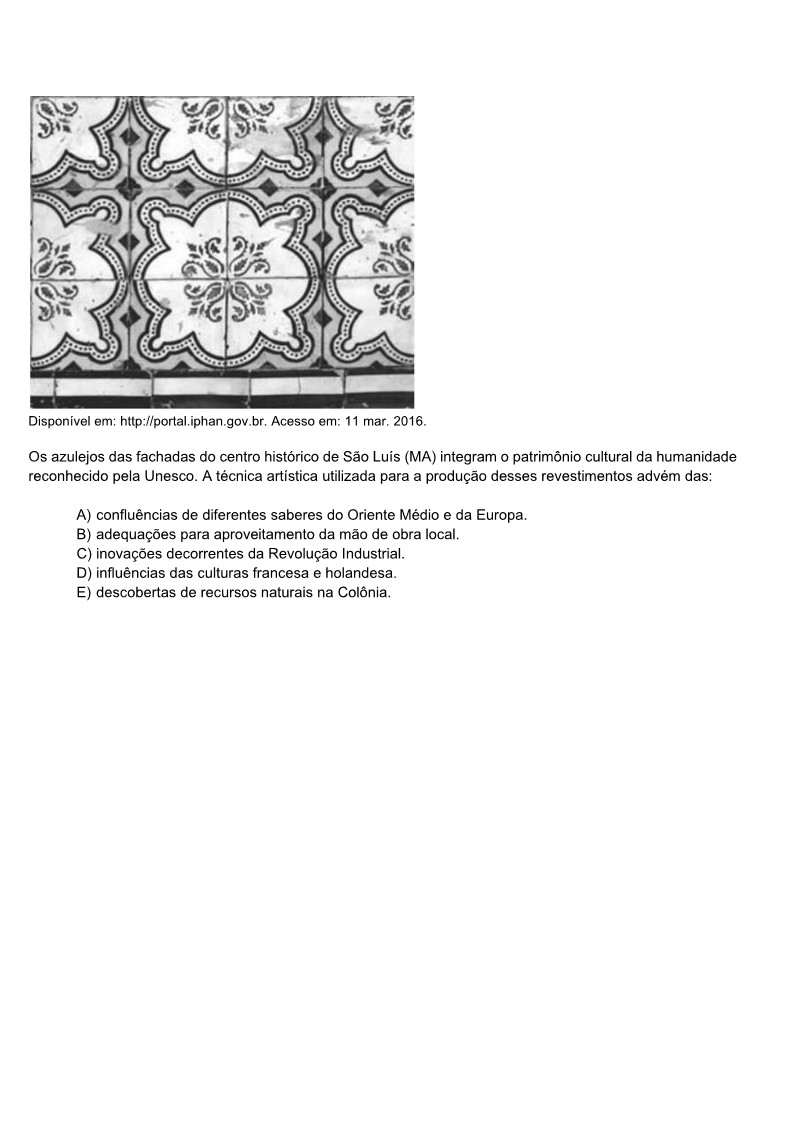 Disponível em: http://portal.iphan.gov.br. Acesso em: 11 mar. 2016.
Os azulejos das fachadas do centro histórico de São Luís (MA) integram o patrimônio cultural da humanidade
reconhecido pela Unesco. A técnica artística utilizada para a produção desses revestimentos advém das:
A) confluências de diferentes saberes do Oriente Médio e da Europa.
B) adequações para aproveitamento da mão de obra local.
C) inovações decorrentes da Revolução Industrial.
D) influências das culturas francesa e holandesa.
E) descobertas de recursos naturais na Colônia.